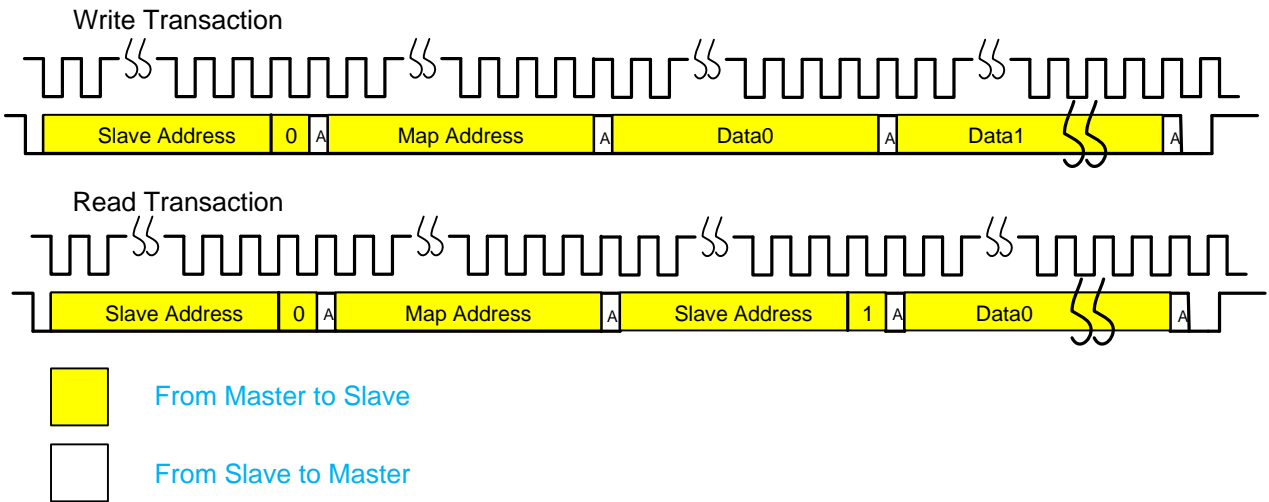 Write Transaction
Slave Address 0 A Map Address A Data0 A Data1 A
Read Transaction
Slave Address 0 A Map Address A Slave Address 1 A Data0 A
From Master to Slave
From Slave to Master